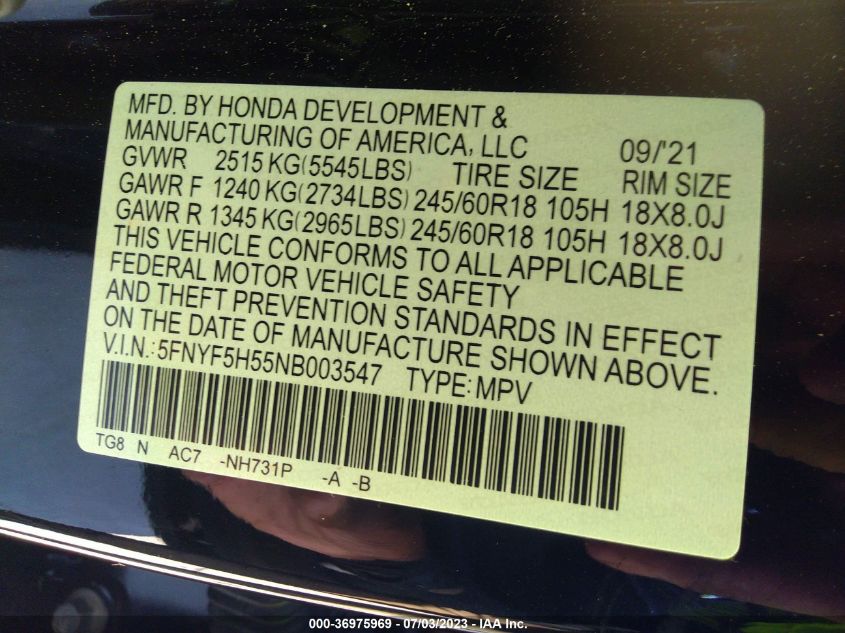 MFD. BY HONDA DEVELOPMENT &
MANUFACTURING OF AMERICA, LLC 09/'21
GVWR 2515 KG(5545LBS) TIRE SIZE RIM SIZE
GAWR F 1240 KG(2734LBS) 245/60R18 105H 18X8.0J
GAWR R 1345 KG(2965LBS) 245/60R18 105H 18X8.0J
THIS VEHICLE CONFORMS TO ALL APPLICABLE
FEDERAL MOTOR VEHICLE SAFETY
AND THEFT PREVENTION STANDARDS IN EFFECT
ON THE DATE OF MANUFACTURE SHOWN ABOVE.
V.I.N.: 5FNYF5H55NB003547 TYPE: MPV
TG8 N AC7 -NH731P -A -B
000-36975969 - 07/03/2023 - IAA Inc.